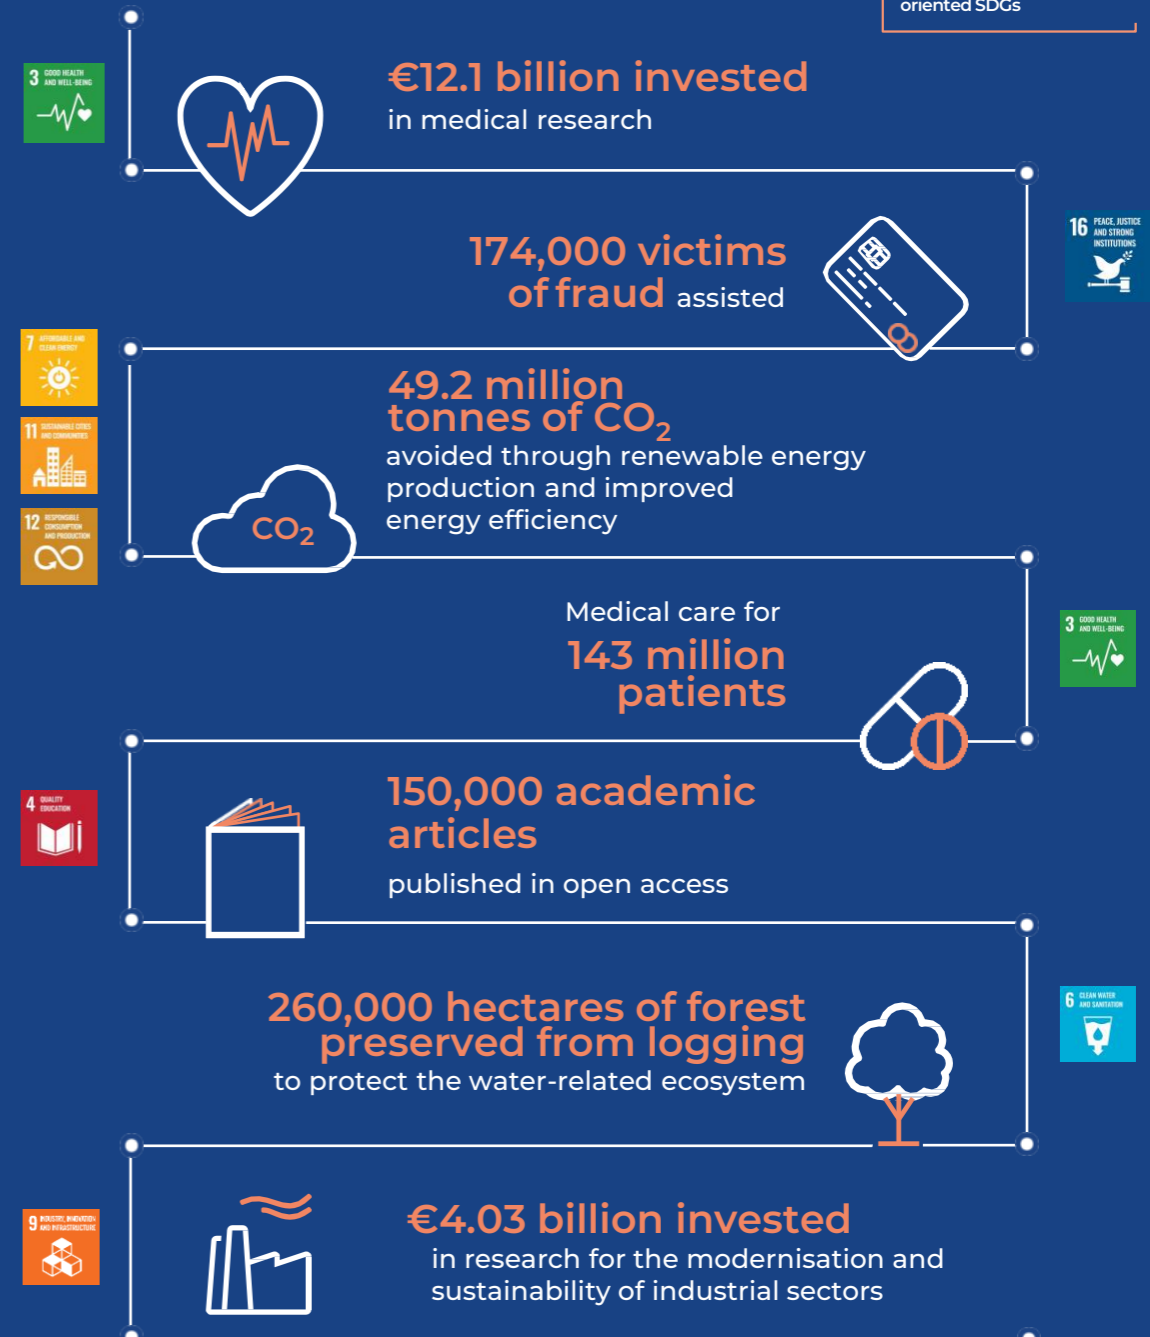 oriented SDGs
3 GOOD HEALTH
AND WELL-BEING
€12.1 billion invested
in medical research
16 PEACE, JUSTICE
AND STRONG
INSTITUTIONS
174,000 victims
of fraud assisted
7 AFFORDABLE AND
CLEAN ENERGY
11 SUSTAINABLE CITIES
AND COMMUNITIES
12 RESPONSIBLE
CONSUMPTION
AND PRODUCTION
49.2 million
tonnes of CO₂
avoided through renewable energy
production and improved
energy efficiency
CO₂
3 GOOD HEALTH
AND WELL-BEING
Medical care for
143 million
patients
4 QUALITY
EDUCATION
150,000 academic
articles
published in open access
6 CLEAN WATER
AND SANITATION
260,000 hectares of forest
preserved from logging
to protect the water-related ecosystem
9 INDUSTRY, INNOVATION
AND INFRASTRUCTURE
€4.03 billion invested
in research for the modernisation and
sustainability of industrial sectors